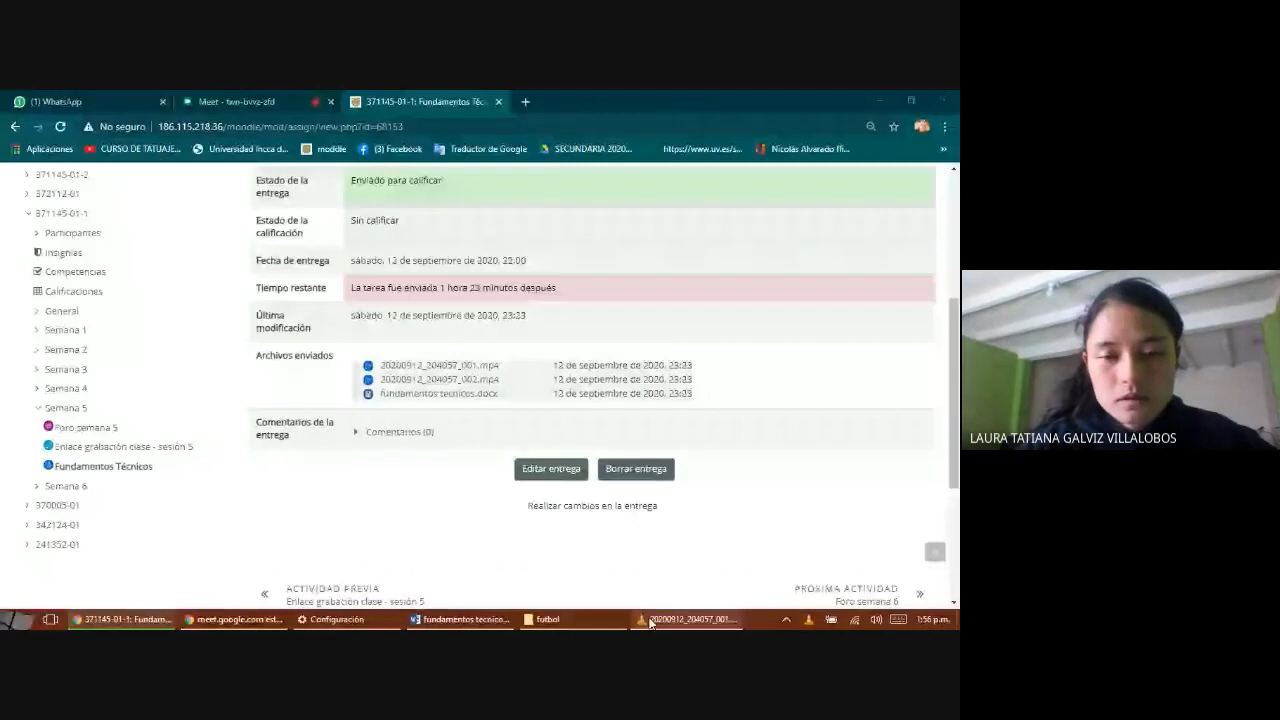 (1) WhatsApp
Meet - twn-bvvz-zfd
371145-01-1: Fundamentos Téc
No seguro
186.115.218.36/moodle/mod/assign/view.php?id=68153
Aplicaciones
CURSO DE TATUAJE...
Universidad Incca d...
moddle
(3) Facebook
Traductor de Google
SECUNDARIA 2020...
https://www.uv.es/s...
Nicolás Alvarado ffi...
»
371145-01-2
372112-01
371145-01-1
Participantes
Insignias
Competencias
Calificaciones
General
Semana 1
Semana 2
Semana 3
Semana 4
Semana 5
Foro semana 5
Enlace grabación clase - sesión 5
Fundamentos Técnicos
Semana 6
370005-01
342124-01
241352-01
Estado de la entrega
Enviado para calificar
Estado de la calificación
Sin calificar
Fecha de entrega
sábado, 12 de septiembre de 2020, 22:00
Tiempo restante
La tarea fue enviada 1 hora 23 minutos después
Última modificación
sábado, 12 de septiembre de 2020, 23:23
Archivos enviados
20200912_204057_001.mp4 12 de septiembre de 2020, 23:23
20200912_204057_002.mp4 12 de septiembre de 2020, 23:23
fundamentos tecnicos.docx 12 de septiembre de 2020, 23:23
Comentarios de la entrega
Comentarios (0)
Editar entrega
Borrar entrega
Realizar cambios en la entrega
« ACTIVIDAD PREVIA
Enlace grabación clase - sesión 5
PRÓXIMA ACTIVIDAD »
Foro semana 6
371145-01-1: Fundam...
meet.google.com est...
Configuración
fundamentos tecnico...
futbol
20200912_204057_001....
1:56 p.m.
LAURA TATIANA GALVIZ VILLALOBOS